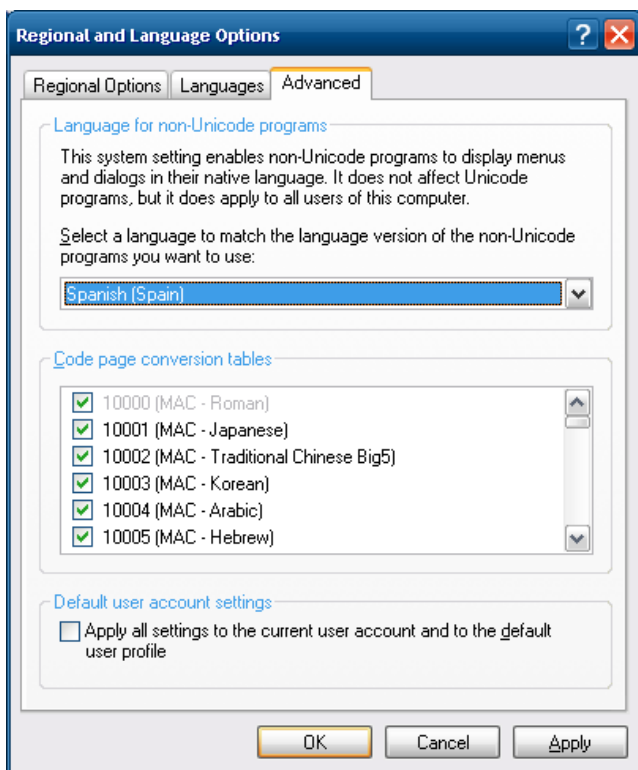 Regional and Language Options
?
Regional Options
Languages
Advanced
Language for non-Unicode programs
This system setting enables non-Unicode programs to display menus
and dialogs in their native language. It does not affect Unicode
programs, but it does apply to all users of this computer.
Select a language to match the language version of the non-Unicode
programs you want to use:
Spanish (Spain)
Code page conversion tables
10000 (MAC - Roman)
10001 (MAC - Japanese)
10002 (MAC - Traditional Chinese Big5)
10003 (MAC - Korean)
10004 (MAC - Arabic)
10005 (MAC - Hebrew)
Default user account settings
Apply all settings to the current user account and to the default
user profile
OK
Cancel
Apply